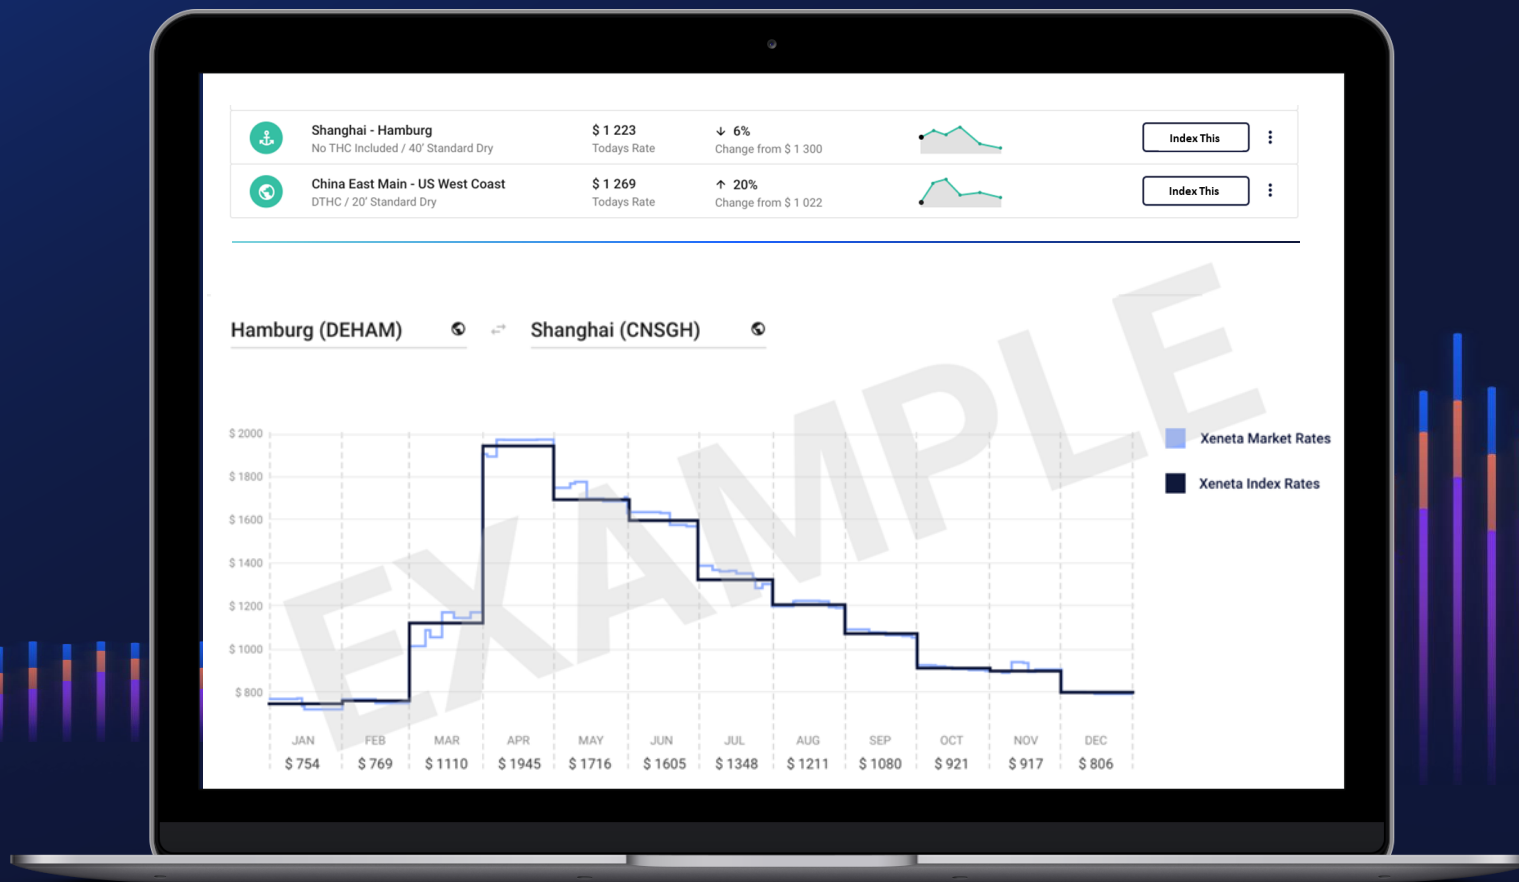 Shanghai - Hamburg
No THC Included / 40' Standard Dry
$ 1 223
Todays Rate
6%
Change from $ 1 300
Index This
China East Main - US West Coast
DTHC / 20' Standard Dry
$ 1 269
Todays Rate
20%
Change from $ 1 022
Index This
Hamburg (DEHAM)
Shanghai (CNSGH)
EXAMPLE
$ 2000
$ 1800
$ 1600
$ 1400
$ 1200
$ 1000
$ 800
Xeneta Market Rates
Xeneta Index Rates
JAN FEB MAR APR MAY JUN JUL AUG SEP OCT NOV DEC
$ 754 $ 769 $ 1110 $ 1945 $ 1716 $ 1605 $ 1348 $ 1211 $ 1080 $ 921 $ 917 $ 806